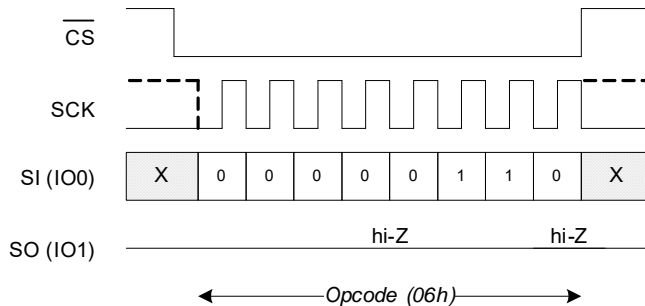 CS
SCK
SI (IO0) X 0 0 0 0 0 1 1 0 X
SO (IO1) hi-Z hi-Z
Opcode (06h)